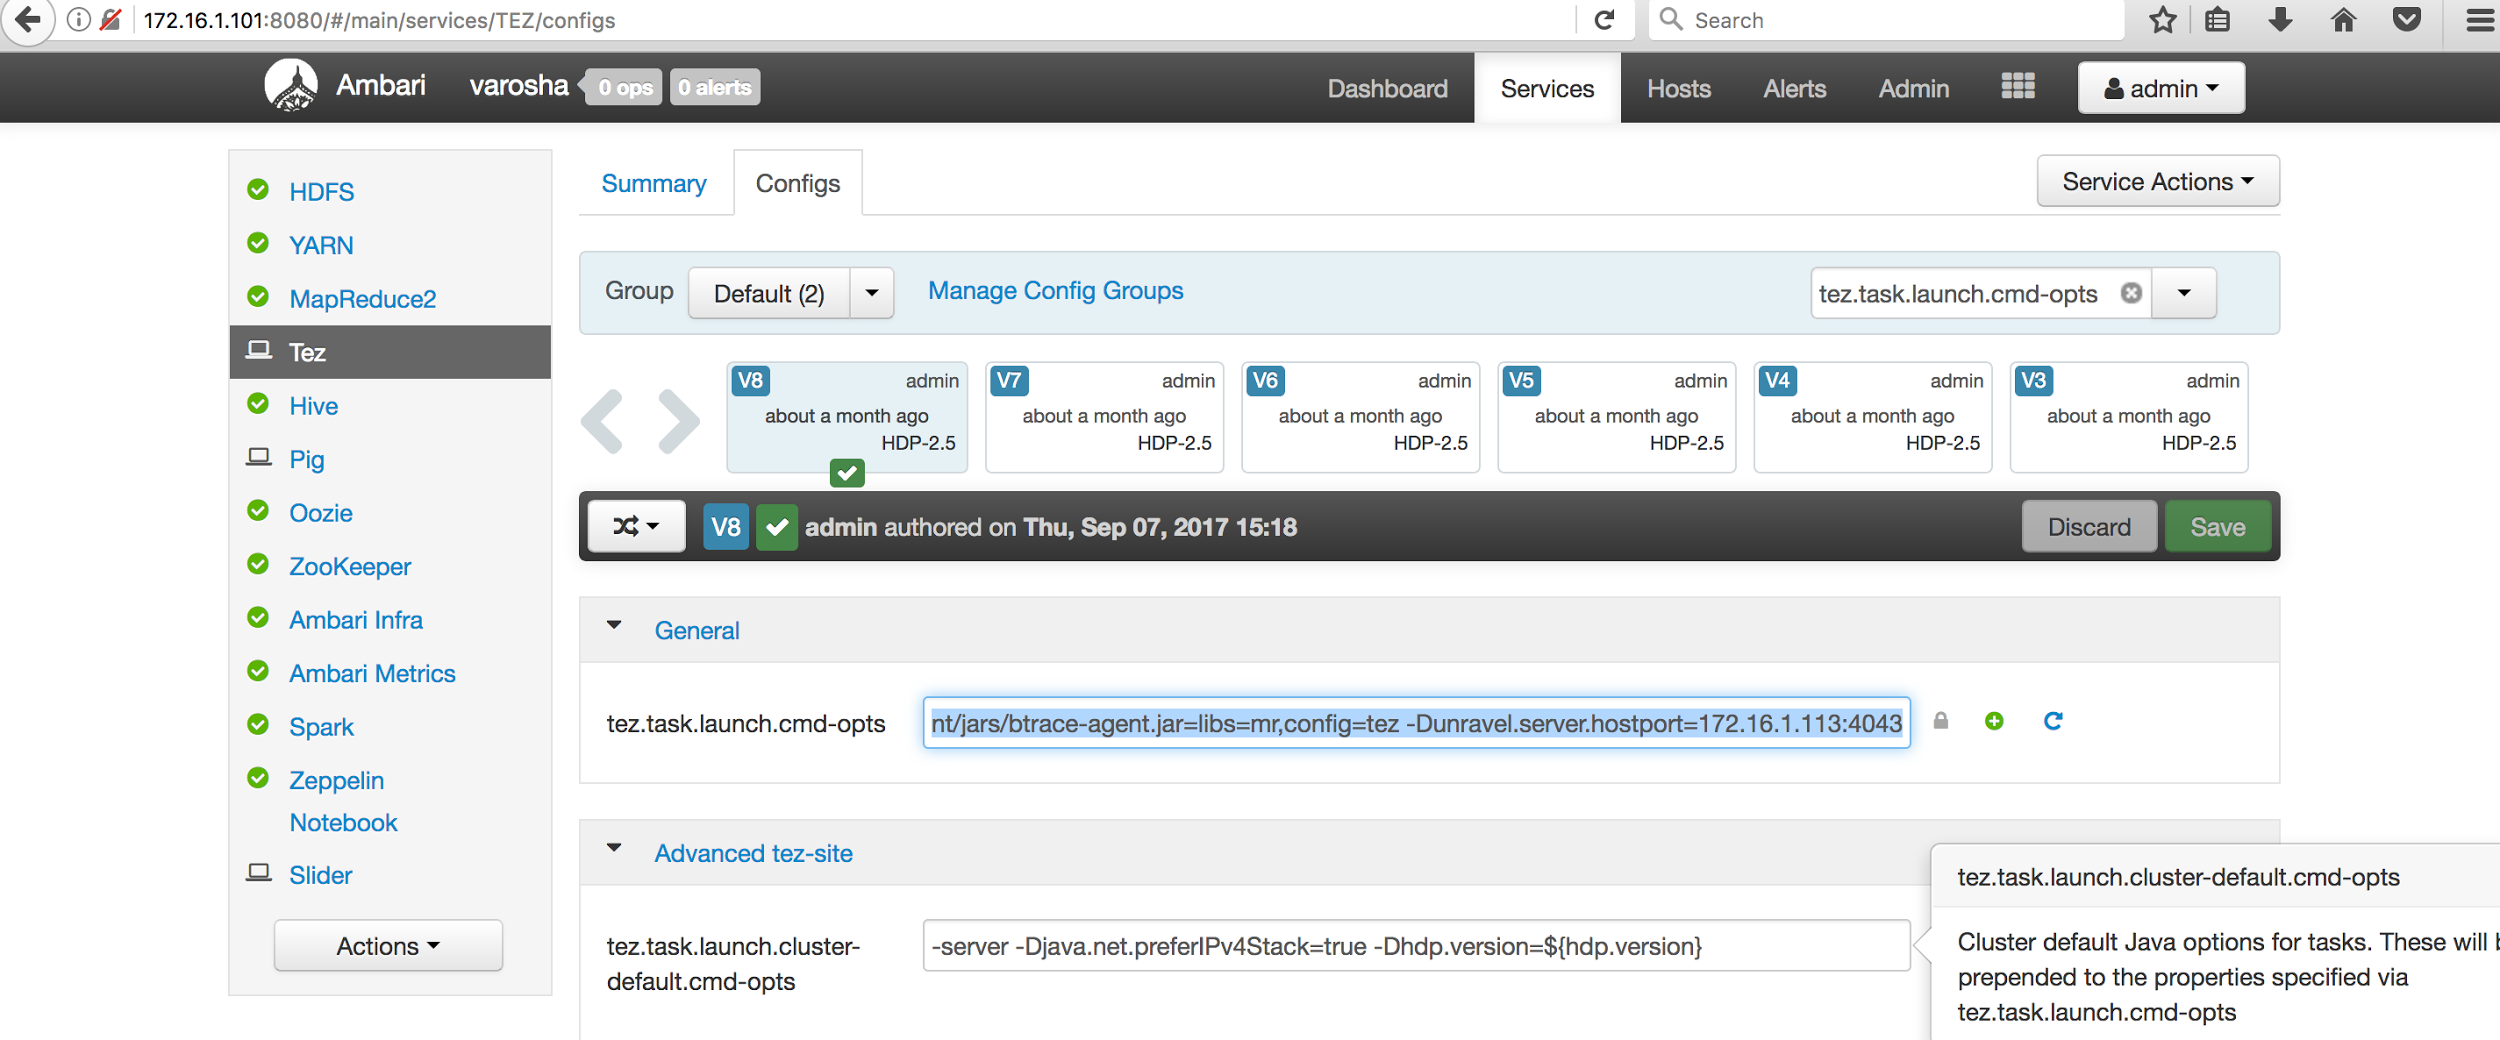 172.16.1.101:8080/#/main/services/TEZ/configs
Search
Ambari
varosha
0 ops
0 alerts
Dashboard
Services
Hosts
Alerts
Admin
admin
HDFS
YARN
MapReduce2
Tez
Hive
Pig
Oozie
ZooKeeper
Ambari Infra
Ambari Metrics
Spark
Zeppelin
Notebook
Slider
Actions
Summary
Configs
Service Actions
Group
Default (2)
Manage Config Groups
tez.task.launch.cmd-opts
V8
admin
about a month ago
HDP-2.5
V7
admin
about a month ago
HDP-2.5
V6
admin
about a month ago
HDP-2.5
V5
admin
about a month ago
HDP-2.5
V4
admin
about a month ago
HDP-2.5
V3
admin
about a month ago
HDP-2.5
V8
admin authored on Thu, Sep 07, 2017 15:18
Discard
Save
General
tez.task.launch.cmd-opts
nt/jars/btrace-agent.jar=libs=mr,config=tez -Dunravel.server.hostport=172.16.1.113:4043
Advanced tez-site
tez.task.launch.cluster-
default.cmd-opts
-server -Djava.net.preferIPv4Stack=true -Dhdp.version=${hdp.version}
tez.task.launch.cluster-default.cmd-opts
Cluster default Java options for tasks. These will
prepended to the properties specified via
tez.task.launch.cmd-opts